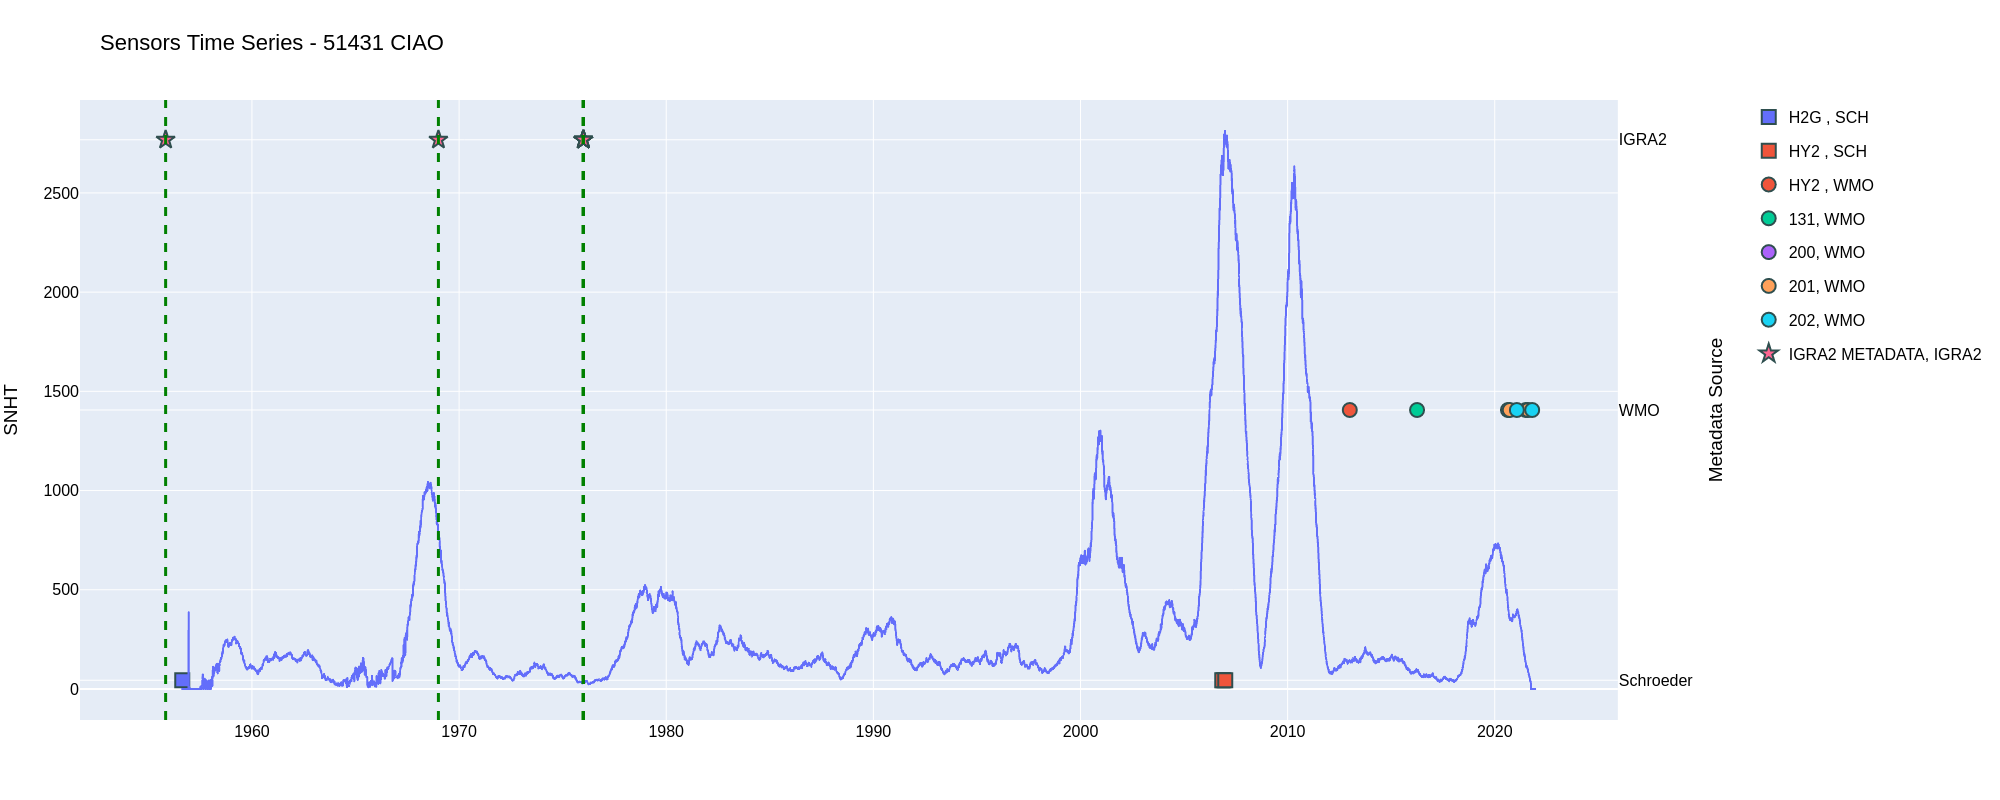 Sensors Time Series - 51431 CIAO
H2G , SCH
HY2 , SCH
HY2 , WMO
131, WMO
200, WMO
201, WMO
202, WMO
IGRA2 METADATA, IGRA2
IGRA2
WMO
Schroeder
Metadata Source
SNHT
2500
2000
1500
1000
500
0
1960
1970
1980
1990
2000
2010
2020